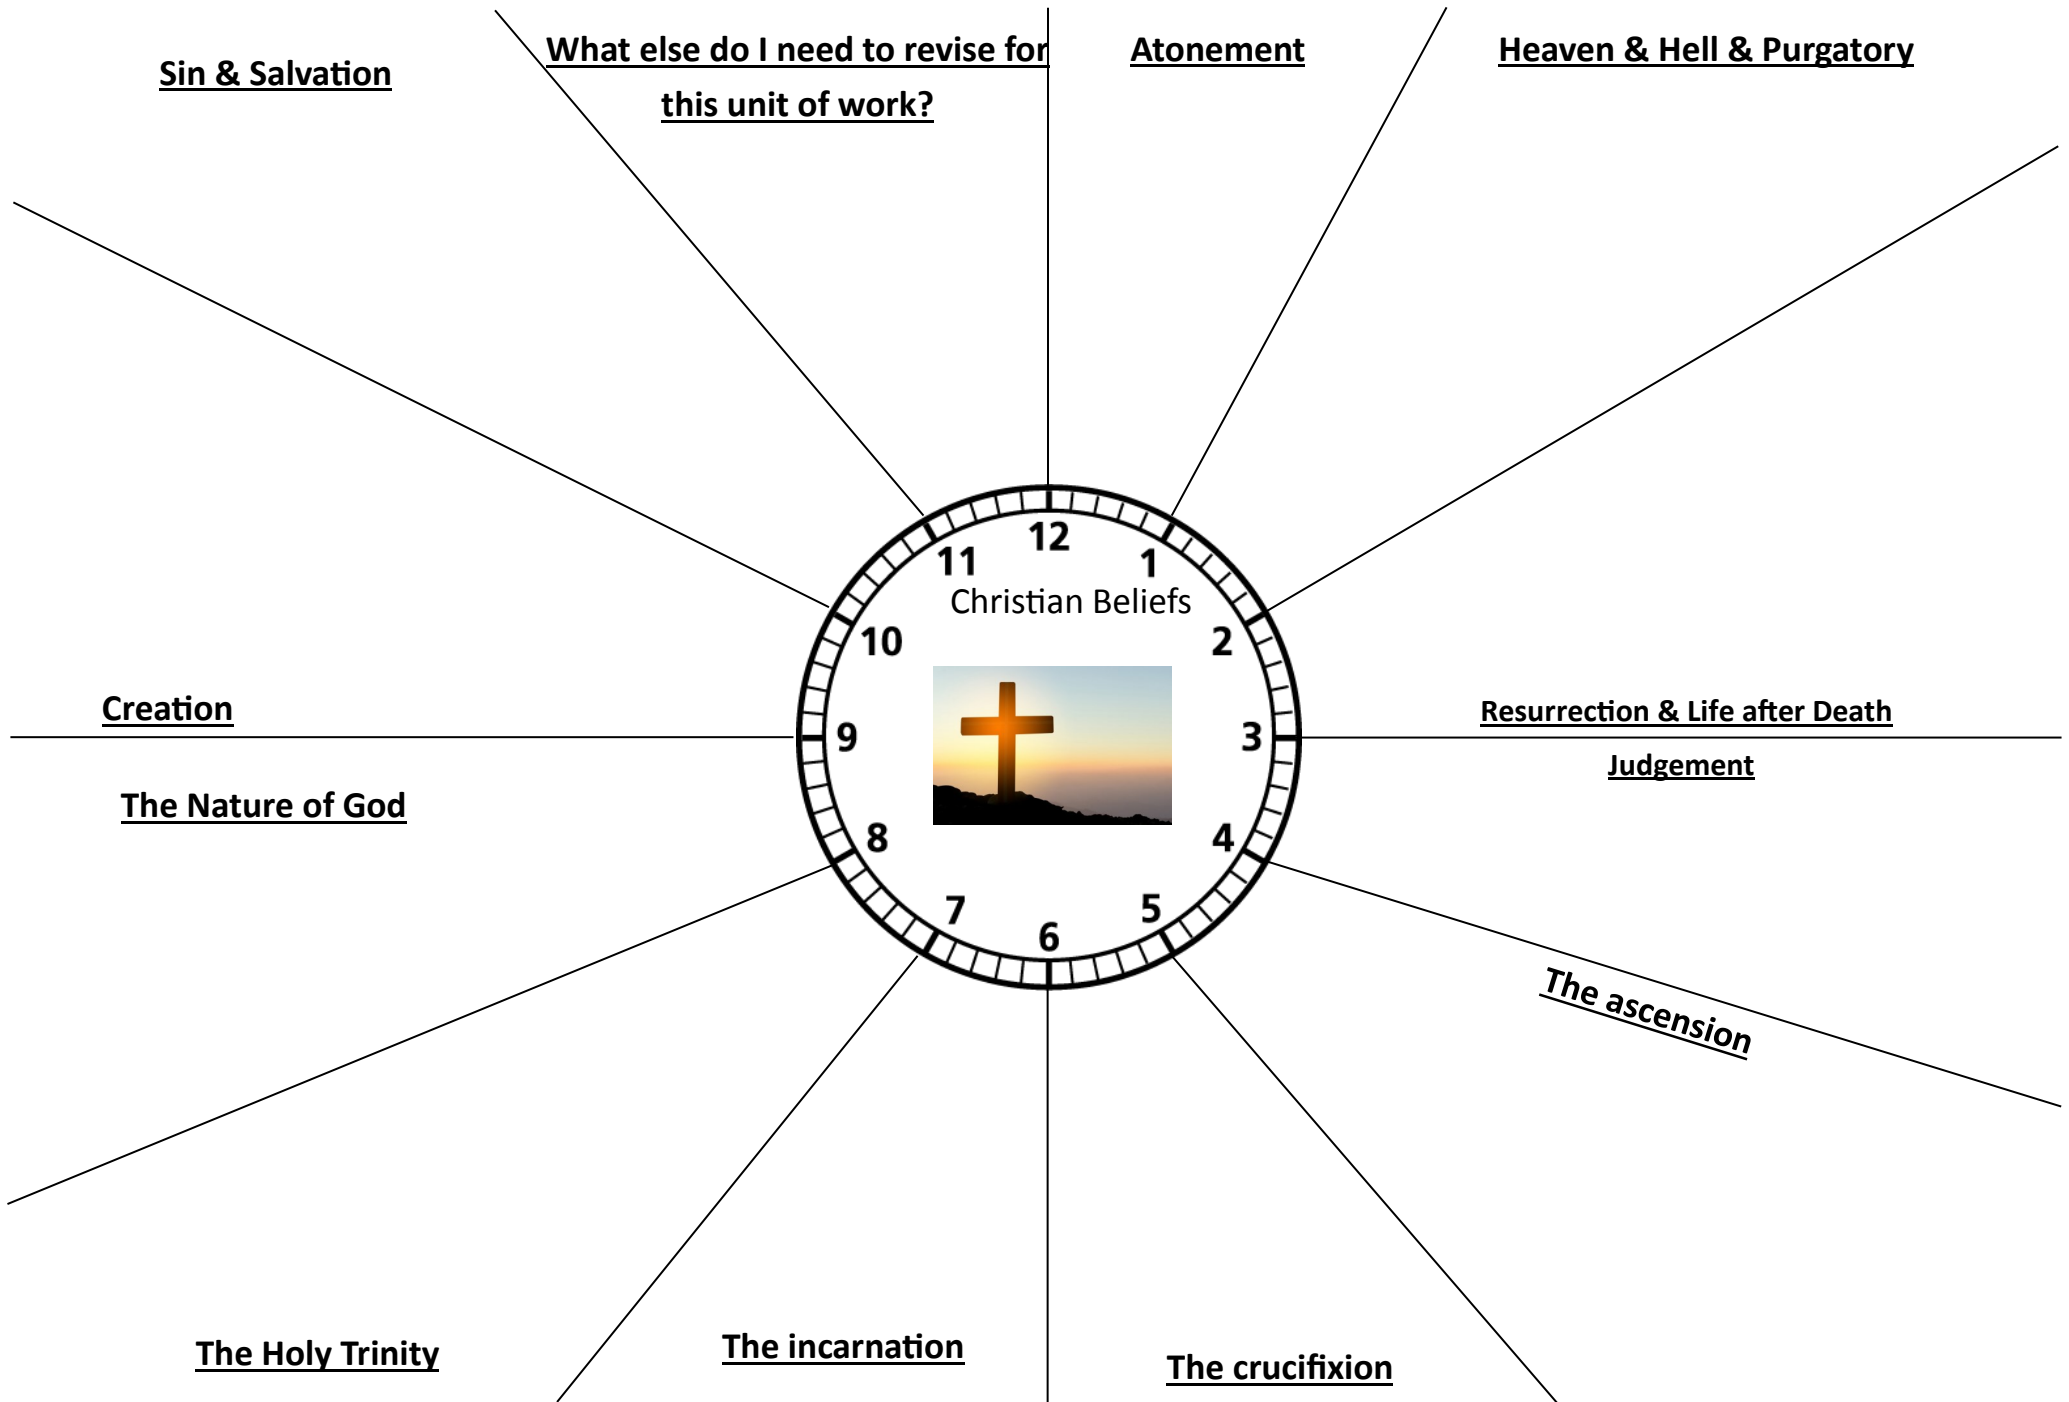 Sin & Salvation
What else do I need to revise for
this unit of work?
Atonement
Heaven & Hell & Purgatory
12
11
1
Christian Beliefs
10
2
Creation
9
3
Resurrection & Life after Death
Judgement
The Nature of God
8
4
7
5
6
The ascension
The Holy Trinity
The incarnation
The crucifixion